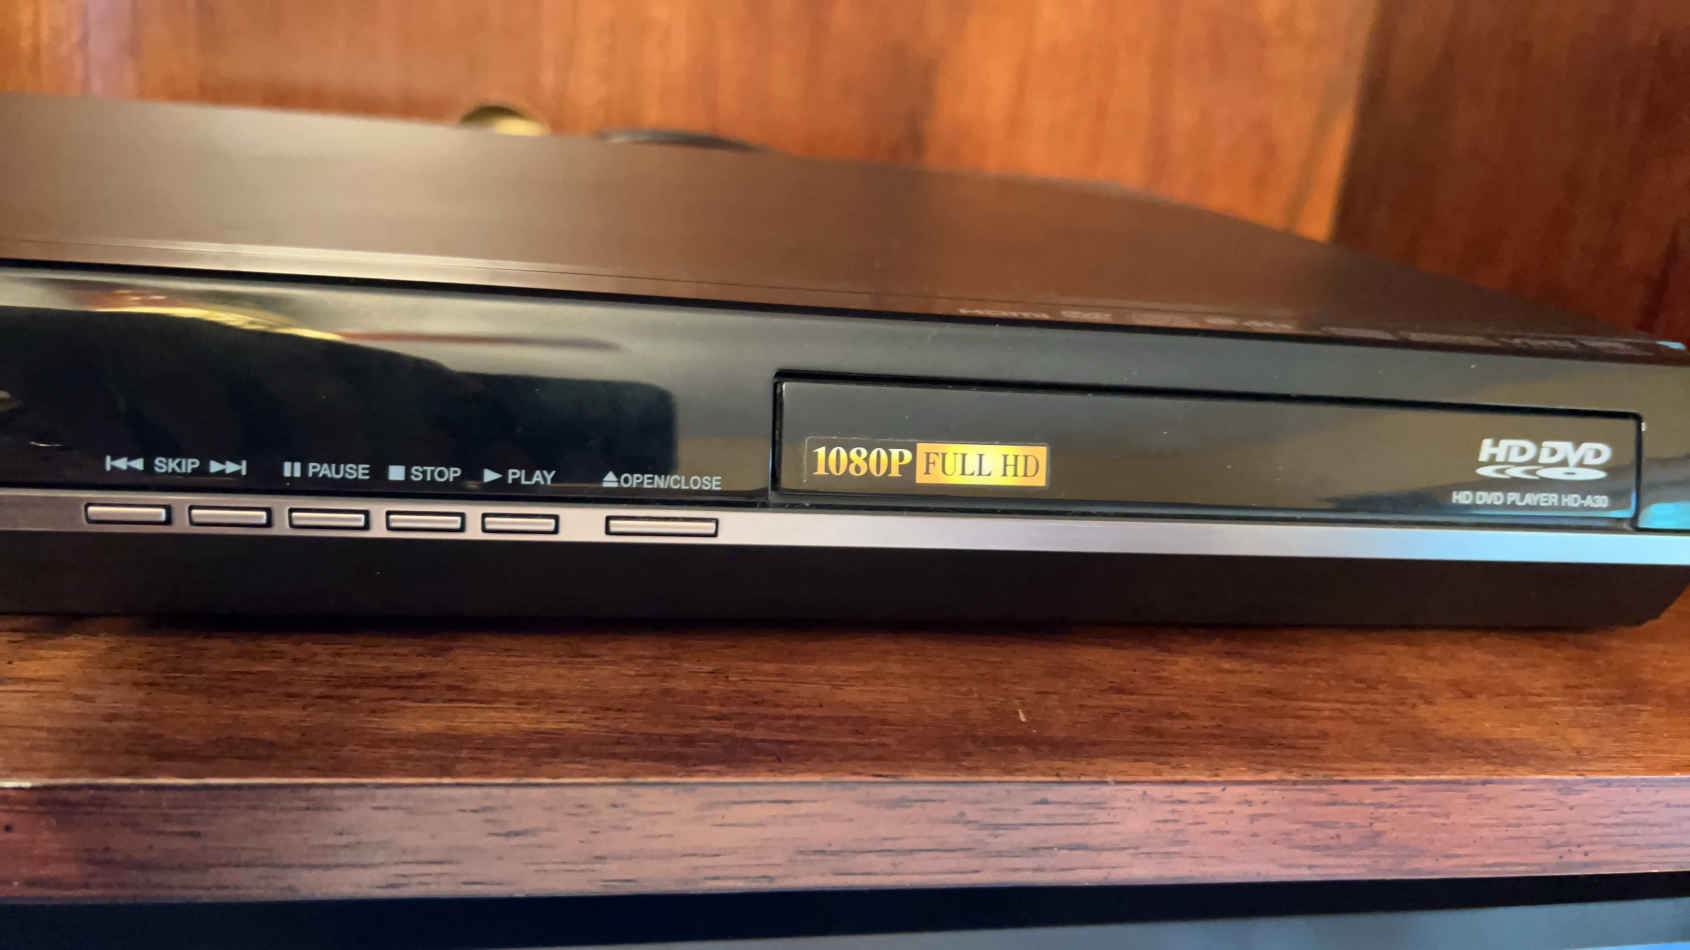 SKIP
PAUSE
STOP
PLAY
OPEN/CLOSE
1080P FULL HD
HD DVD
HD DVD PLAYER HD-A30